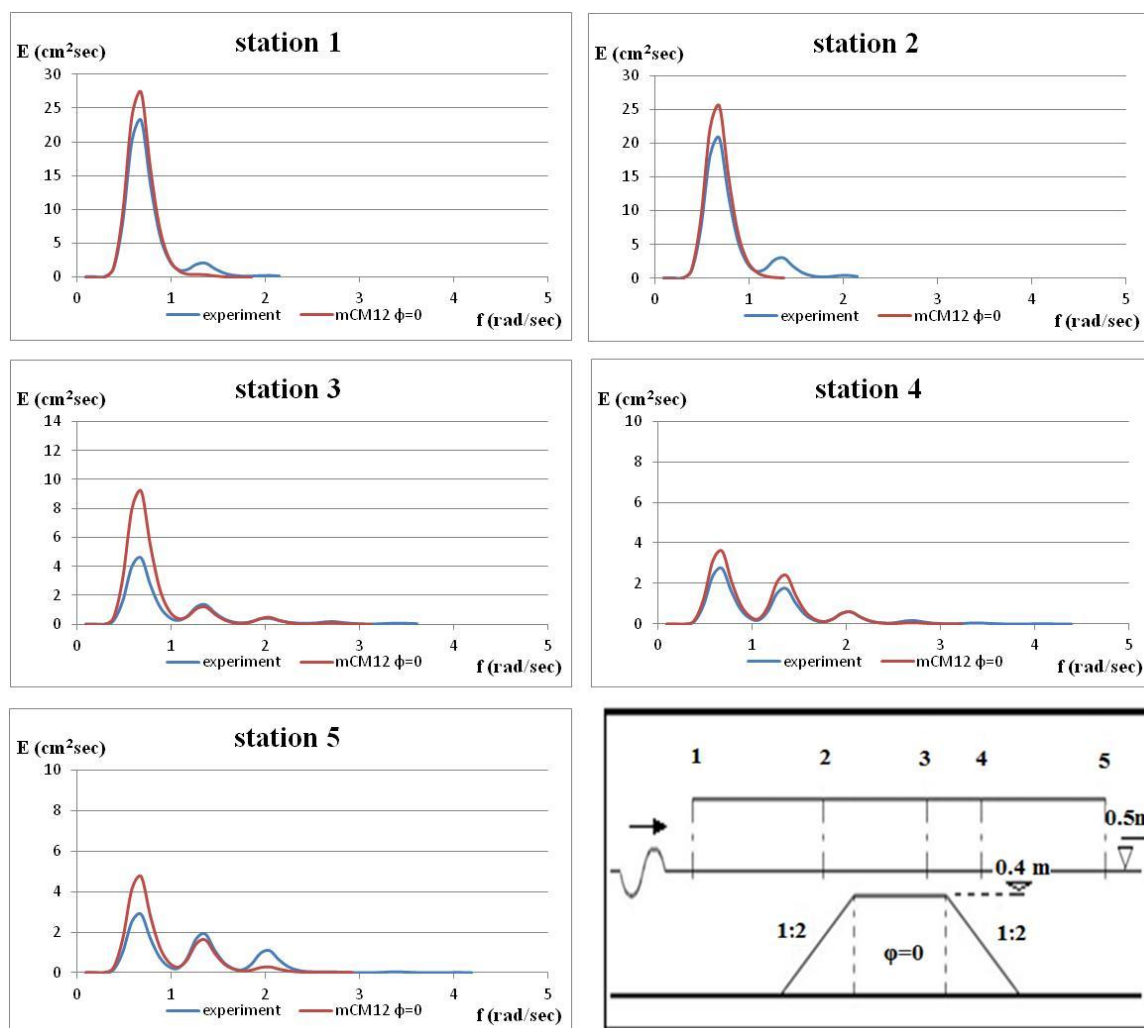 station 1
E (cm²sec)
30
25
20
15
10
5
0
0 1 2 3 4 5
experiment mCM12 ϕ=0 f (rad/sec)
station 2
E (cm²sec)
30
25
20
15
10
5
0
0 1 2 3 4 5
experiment mCM12 ϕ=0 f (rad/sec)
station 3
E (cm²sec)
14
12
10
8
6
4
2
0
0 1 2 3 4 5
experiment mCM12 ϕ=0 f (rad/sec)
station 4
E (cm²sec)
10
8
6
4
2
0
0 1 2 3 4 5
experiment mCM12 ϕ=0 f (rad/sec)
station 5
E (cm²sec)
10
8
6
4
2
0
0 1 2 3 4 5
experiment mCM12 ϕ=0 f (rad/sec)
1 2 3 4 5
0.5m
0.4 m
1:2 1:2
φ=0